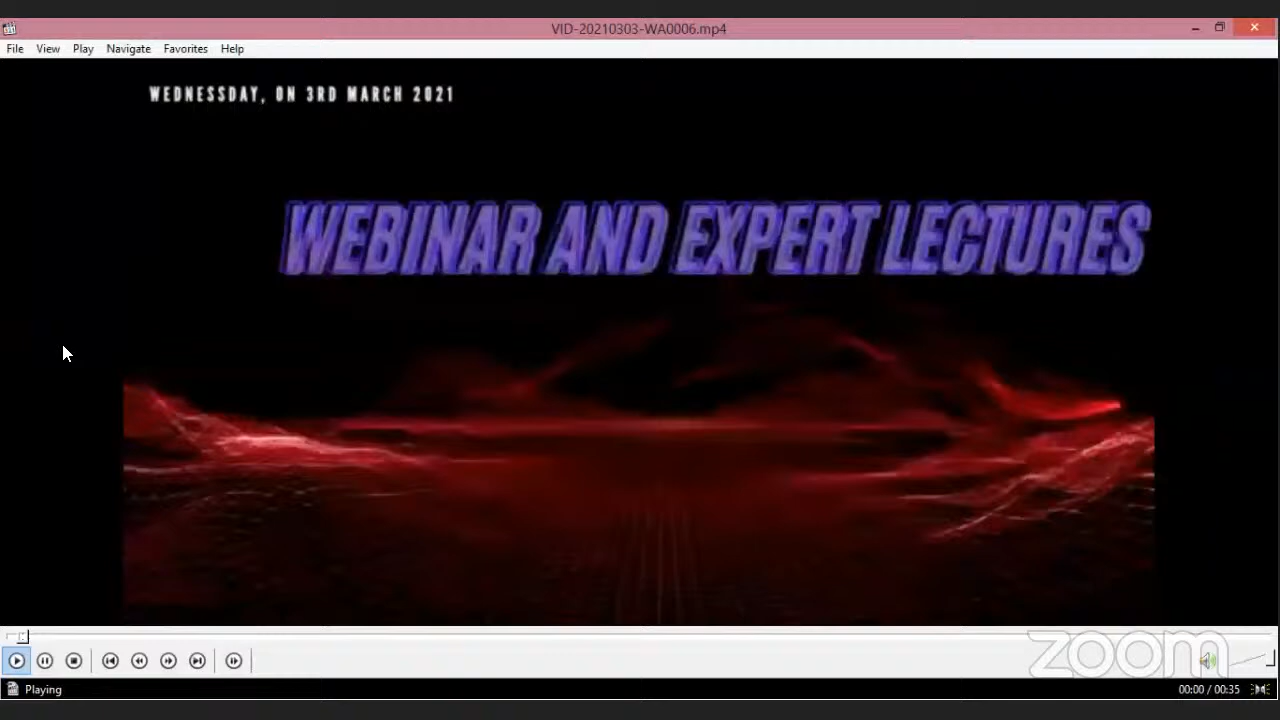 VID-20210303-WA0006.mp4
File View Play Navigate Favorites Help
WEDNESSDAY, ON 3RD MARCH 2021
WEBINAR AND EXPERT LECTURES
zoom
Playing
00:00 / 00:35